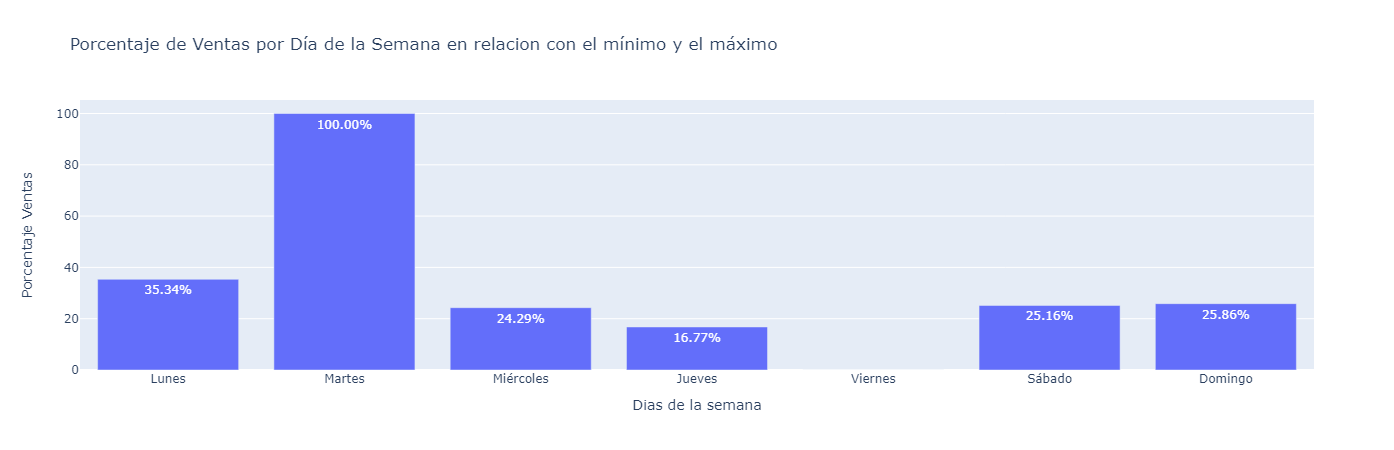 Porcentaje de Ventas por Día de la Semana en relacion con el mínimo y el máximo
Porcentaje Ventas
100
80
60
40
20
0
35.34%
100.00%
24.29%
16.77%
25.16%
25.86%
Lunes
Martes
Miércoles
Jueves
Viernes
Sábado
Domingo
Dias de la semana